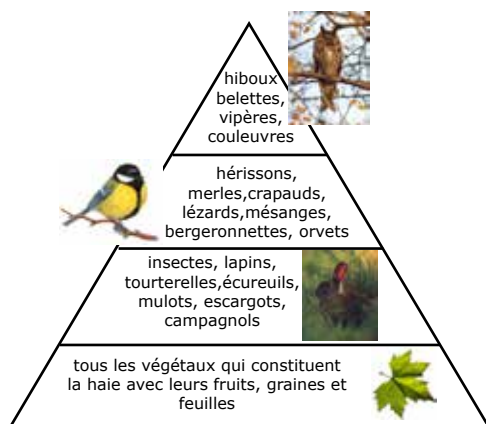 hiboux
belettes,
vipères,
couleuvres
hérissons,
merles,crapauds,
lézards,mésanges,
bergeronnettes, orvets
insectes, lapins,
tourterelles,écureuils,
mulots, escargots,
campagnols
tous les végétaux qui constituent
la haie avec leurs fruits, graines et
feuilles